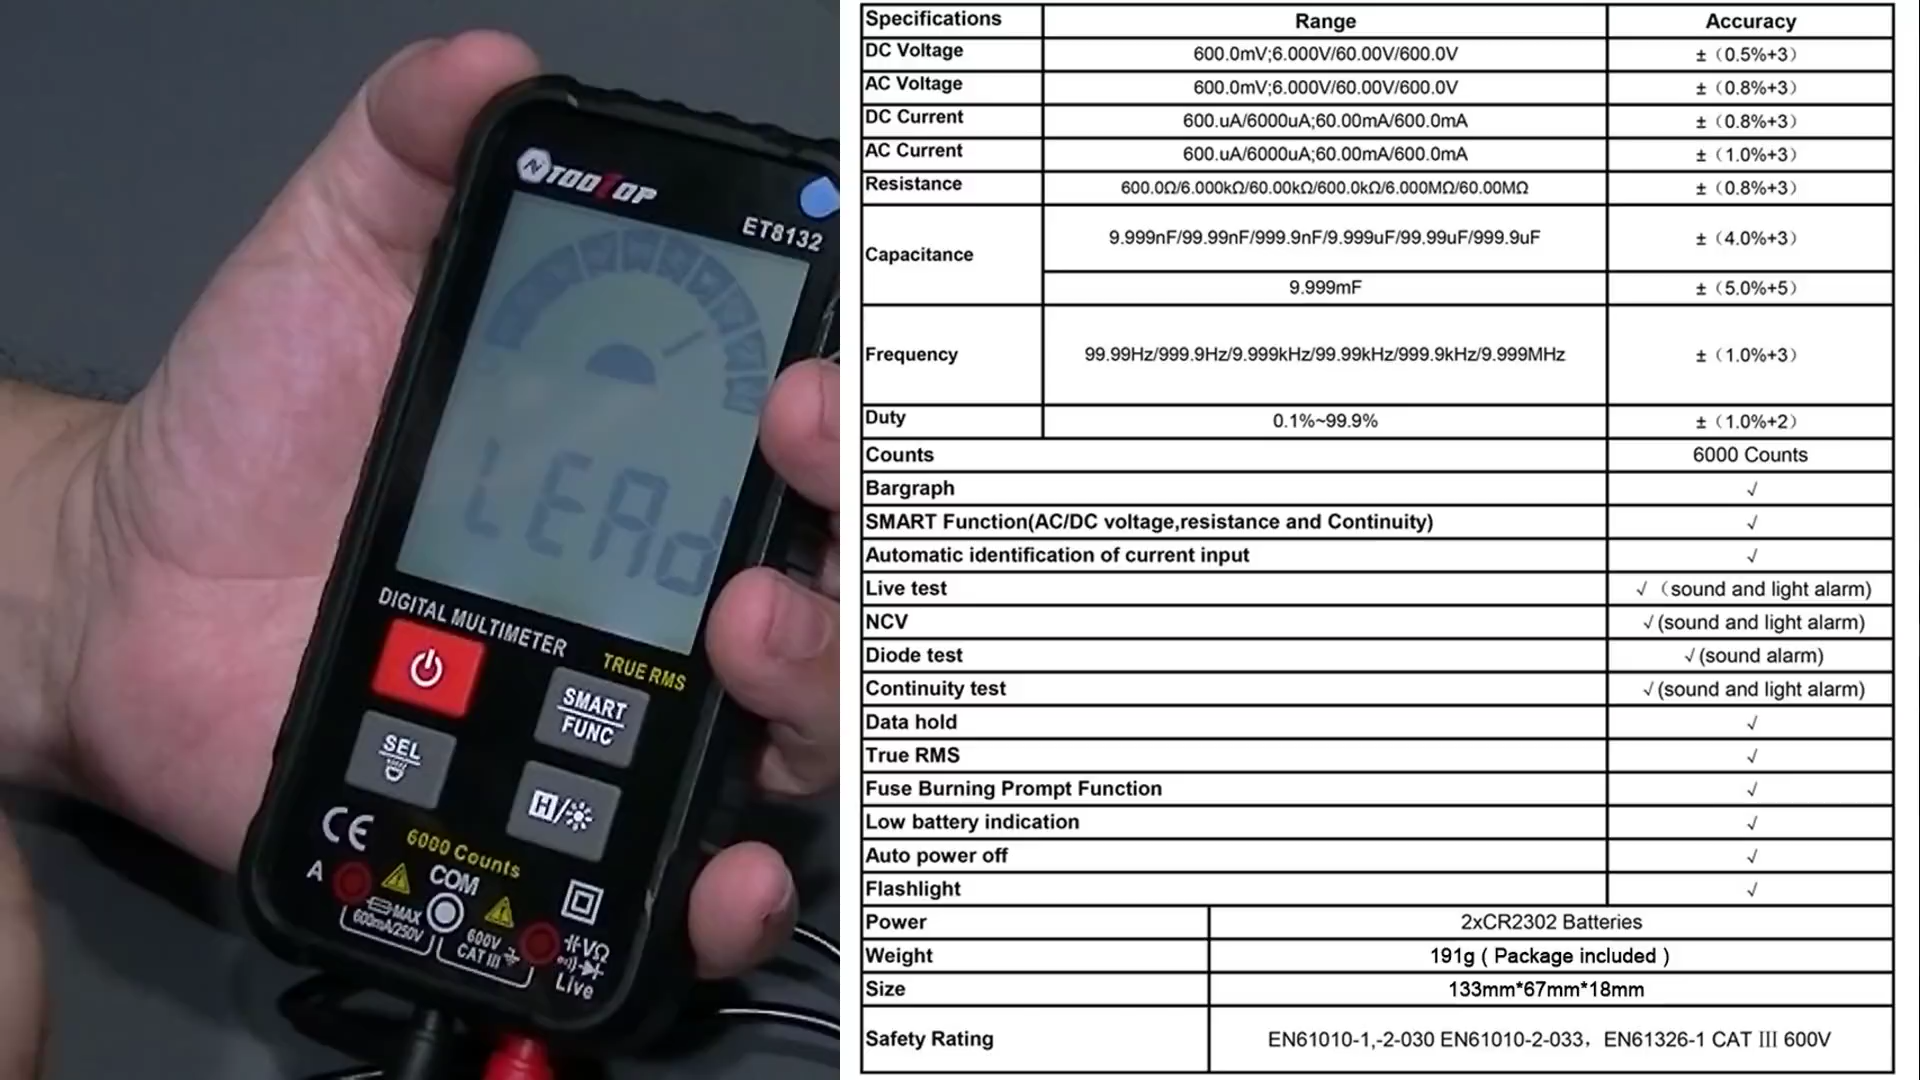 TOOTOP
ET8132
LEAd
DIGITAL MULTIMETER
TRUE RMS
SMART
FUNC
SEL
H/
CE
6000 Counts
A
COM
MAX
600mA/250V
600V
CAT III
VΩ
Live
Specifications Range Accuracy
DC Voltage 600.0mV;6.000V/60.00V/600.0V ±（0.5%+3）
AC Voltage 600.0mV;6.000V/60.00V/600.0V ±（0.8%+3）
DC Current 600.uA/6000uA;60.00mA/600.0mA ±（0.8%+3）
AC Current 600.uA/6000uA;60.00mA/600.0mA ±（1.0%+3）
Resistance 600.0Ω/6.000kΩ/60.00kΩ/600.0kΩ/6.000MΩ/60.00MΩ ±（0.8%+3）
Capacitance 9.999nF/99.99nF/999.9nF/9.999uF/99.99uF/999.9uF ±（4.0%+3）
9.999mF ±（5.0%+5）
Frequency 99.99Hz/999.9Hz/9.999kHz/99.99kHz/999.9kHz/9.999MHz ±（1.0%+3）
Duty 0.1%~99.9% ±（1.0%+2）
Counts 6000 Counts
Bargraph √
SMART Function(AC/DC voltage,resistance and Continuity) √
Automatic identification of current input √
Live test √（sound and light alarm)
NCV √(sound and light alarm)
Diode test √(sound alarm)
Continuity test √(sound and light alarm)
Data hold √
True RMS √
Fuse Burning Prompt Function √
Low battery indication √
Auto power off √
Flashlight √
Power 2xCR2302 Batteries
Weight 191g ( Package included )
Size 133mm*67mm*18mm
Safety Rating EN61010-1,-2-030 EN61010-2-033，EN61326-1 CAT Ⅲ 600V